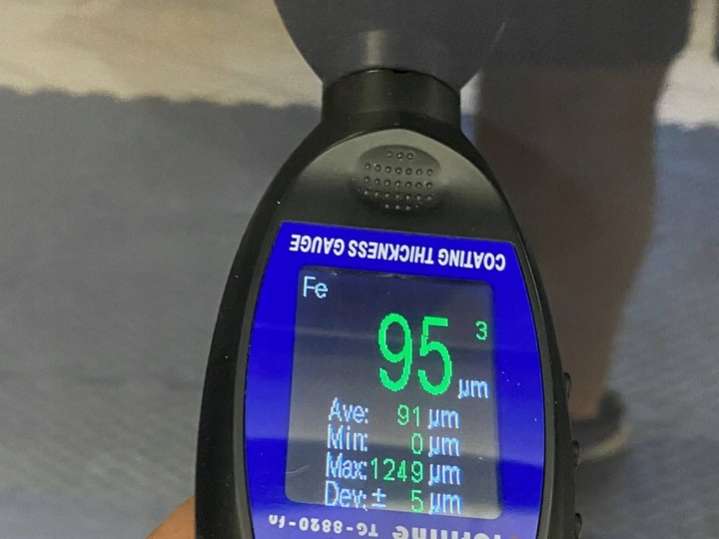 COATING THICKNESS GAUGE
Fe
3
95 µm
Ave: 91 µm
Min: 0 µm
Max: 1249 µm
Dev: ± 5 µm
TG-8820-fn